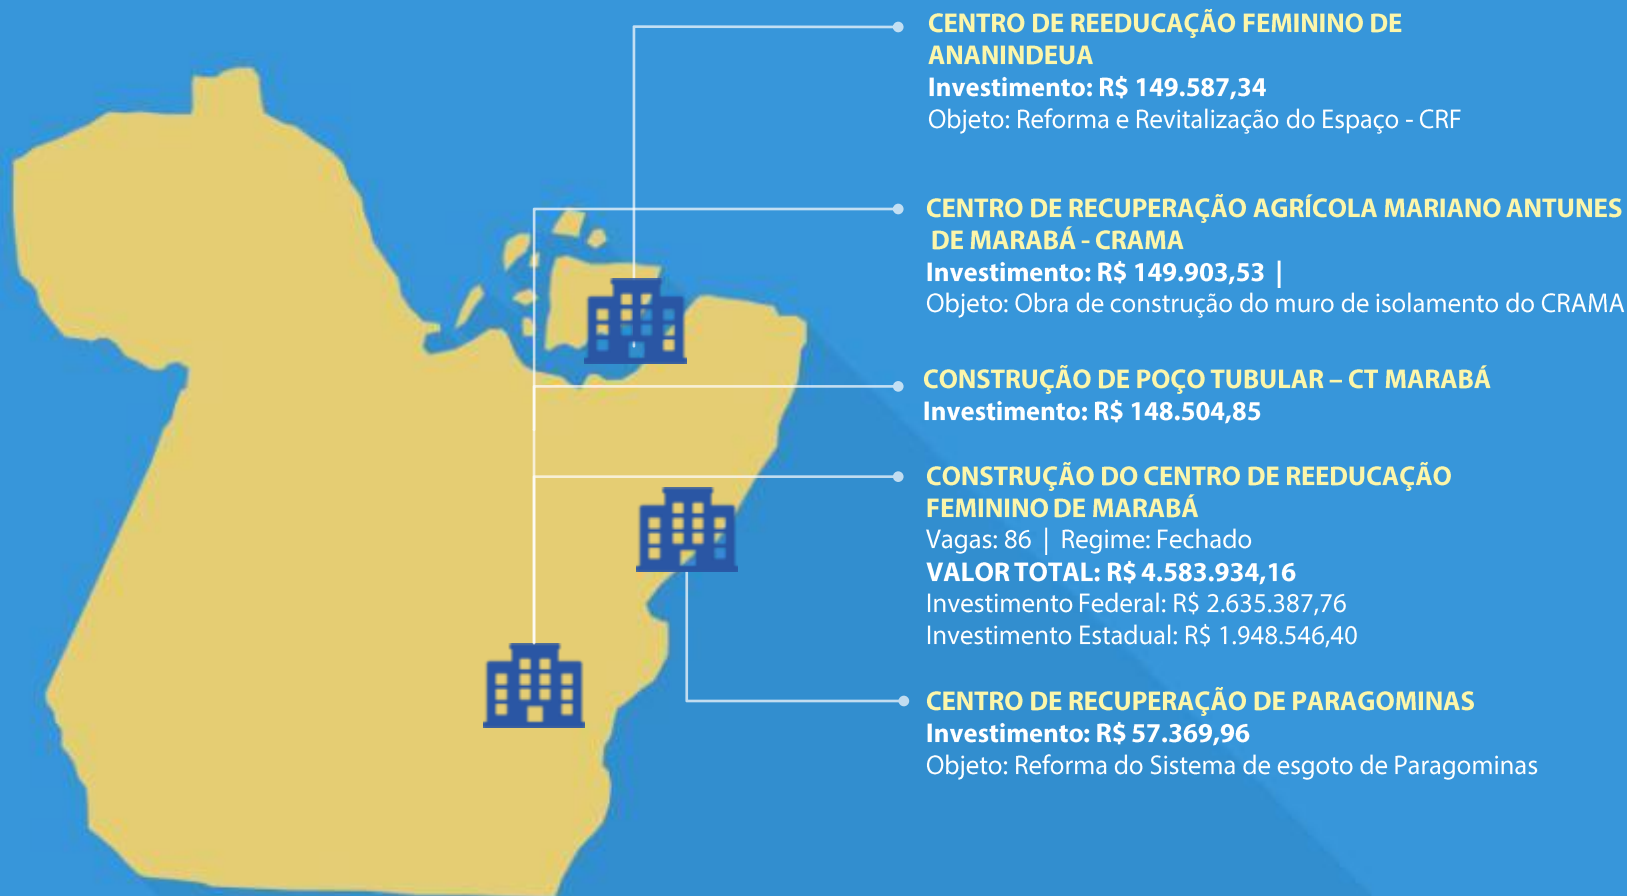 CENTRO DE REEDUCAÇÃO FEMININO DE
ANANINDEUA
Investimento: R$ 149.587,34
Objeto: Reforma e Revitalização do Espaço - CRF
CENTRO DE RECUPERAÇÃO AGRÍCOLA MARIANO ANTUNES
DE MARABÁ - CRAMA
Investimento: R$ 149.903,53 |
Objeto: Obra de construção do muro de isolamento do CRAMA
CONSTRUÇÃO DE POÇO TUBULAR – CT MARABÁ
Investimento: R$ 148.504,85
CONSTRUÇÃO DO CENTRO DE REEDUCAÇÃO
FEMININO DE MARABÁ
Vagas: 86 | Regime: Fechado
VALOR TOTAL: R$ 4.583.934,16
Investimento Federal: R$ 2.635.387,76
Investimento Estadual: R$ 1.948.546,40
CENTRO DE RECUPERAÇÃO DE PARAGOMINAS
Investimento: R$ 57.369,96
Objeto: Reforma do Sistema de esgoto de Paragominas